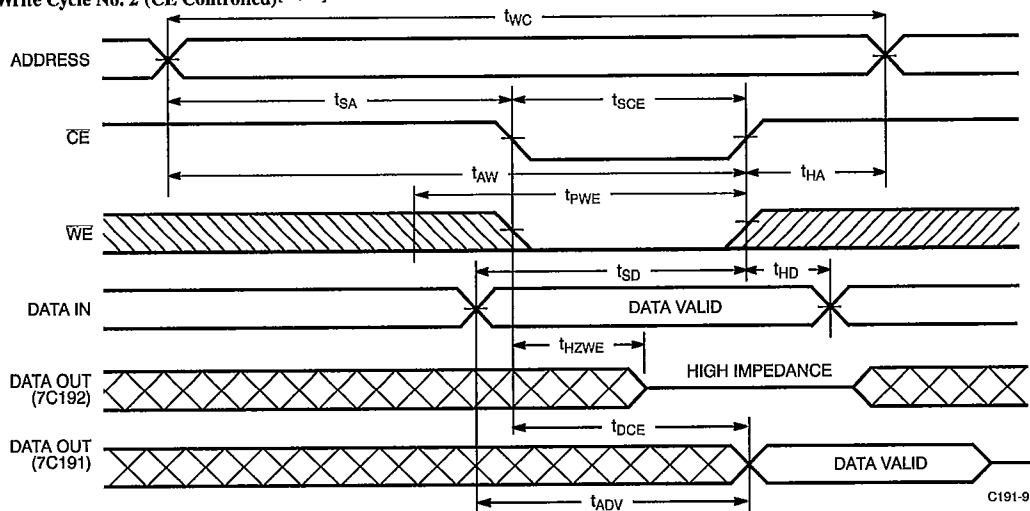 Write Cycle No. 2 (CE Controlled)
tWC
ADDRESS
tSA
tSCE
CE
tAW
tHA
tPWE
WE
tSD
tHD
DATA IN
DATA VALID
tHZWE
DATA OUT
(7C192)
HIGH IMPEDANCE
tDCE
DATA OUT
(7C191)
DATA VALID
tADV
C191-9